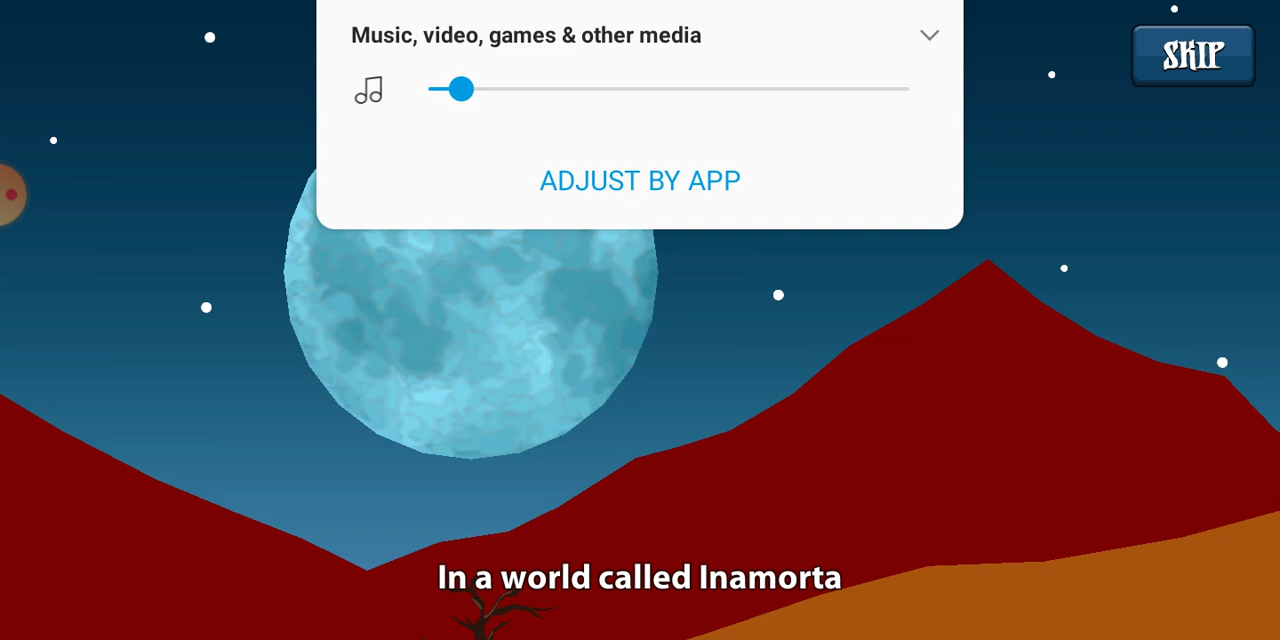 Music, video, games & other media
SKIP
ADJUST BY APP
In a world called Inamorta